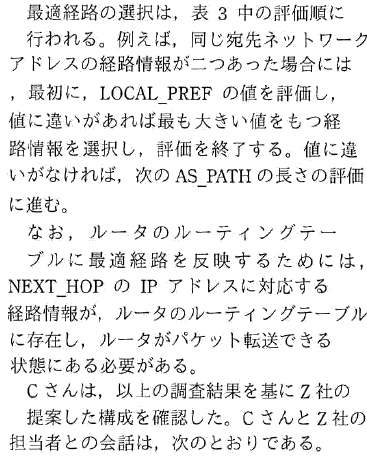 最適経路の選択は，表 3 中の評価順に
行われる。例えば，同じ宛先ネットワーク
アドレスの経路情報が二つあった場合には
，最初に，LOCAL_PREF の値を評価し，
値に違いがあれば最も大きい値をもつ経
路情報を選択し，評価を終了する。値に違
いがなければ，次の AS_PATH の長さの評価
に進む。
なお，ルータのルーティングテー
ブルに最適経路を反映するためには，
NEXT_HOP の IP アドレスに対応する
経路情報が，ルータのルーティングテーブル
に存在し，ルータがパケット転送できる
状態にある必要がある。
C さんは，以上の調査結果を基に Z 社の
提案した構成を確認した。C さんと Z 社の
担当者との会話は，次のとおりである。